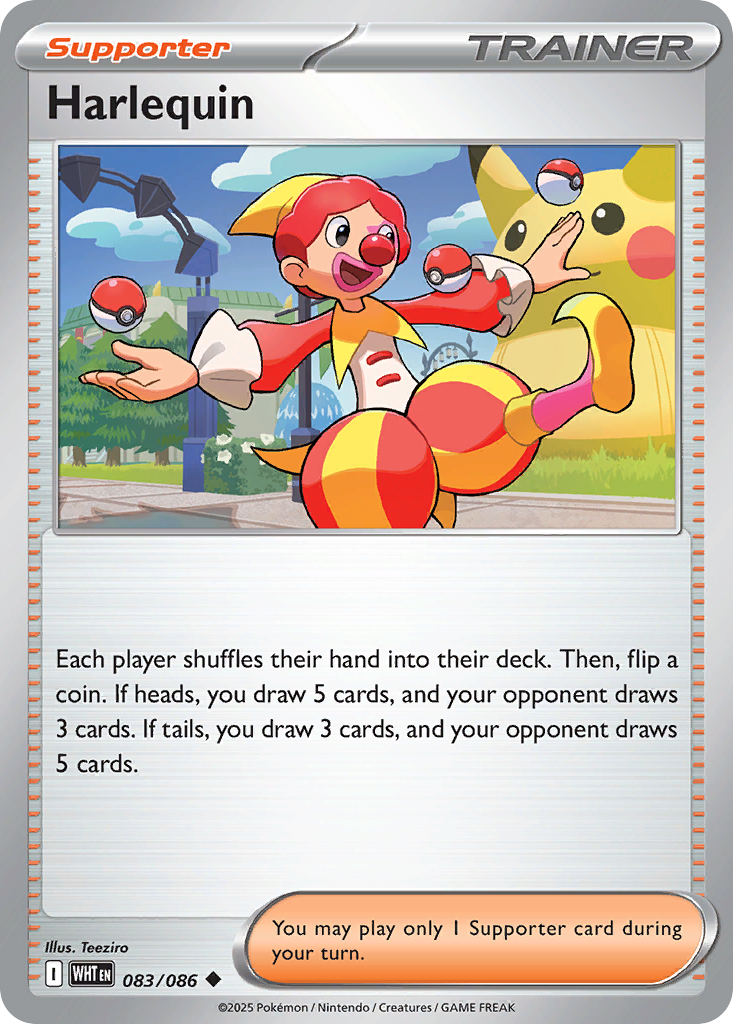 Supporter
TRAINER
Harlequin
Each player shuffles their hand into their deck. Then, flip a
coin. If heads, you draw 5 cards, and your opponent draws
3 cards. If tails, you draw 3 cards, and your opponent draws
5 cards.
You may play only 1 Supporter card during
your turn.
Illus. Teeziro
I WHT EN 083/086
©2025 Pokémon / Nintendo / Creatures / GAME FREAK